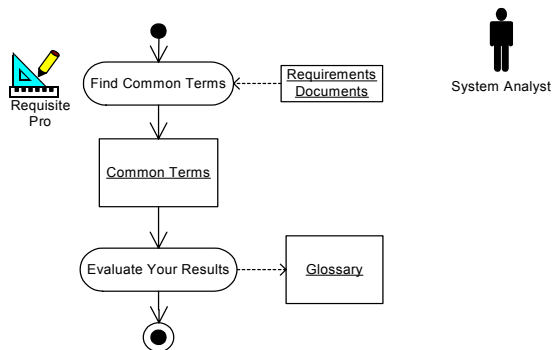 Find Common Terms
Requirements
Documents
System Analyst
Requisite
Pro
Common Terms
Evaluate Your Results
Glossary